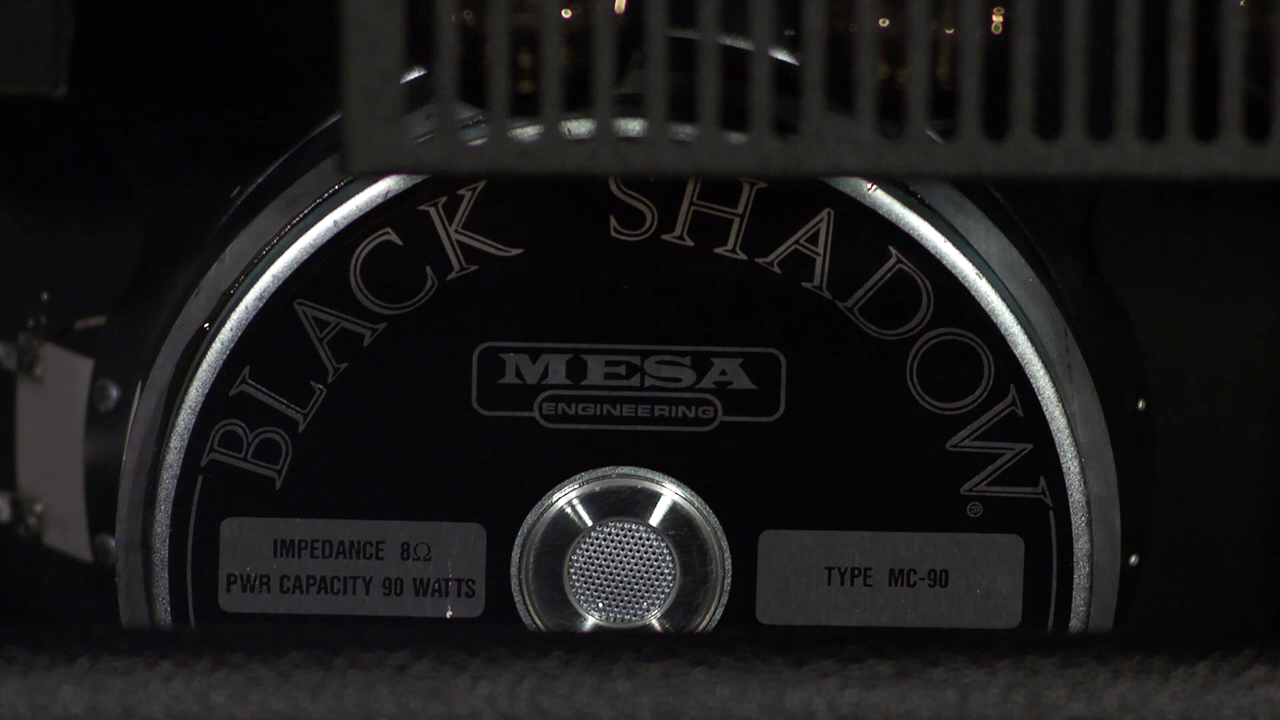 BLACK SHADOW®
MESA
ENGINEERING
IMPEDANCE 8Ω
PWR CAPACITY 90 WATTS
TYPE MC-90